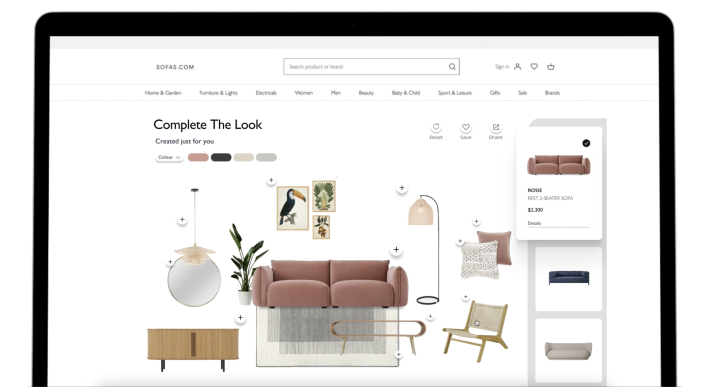 SOFAS.COM
Search product or brand
Sign in
Home & Garden Furniture & Lights Electricals Women Men Beauty Baby & Child Sport & Leisure Gifts Sale Brands
Complete The Look
Created just for you
Colour
Reset Save Share
ROSIE
REST 2-SEATER SOFA
$2,300
Details